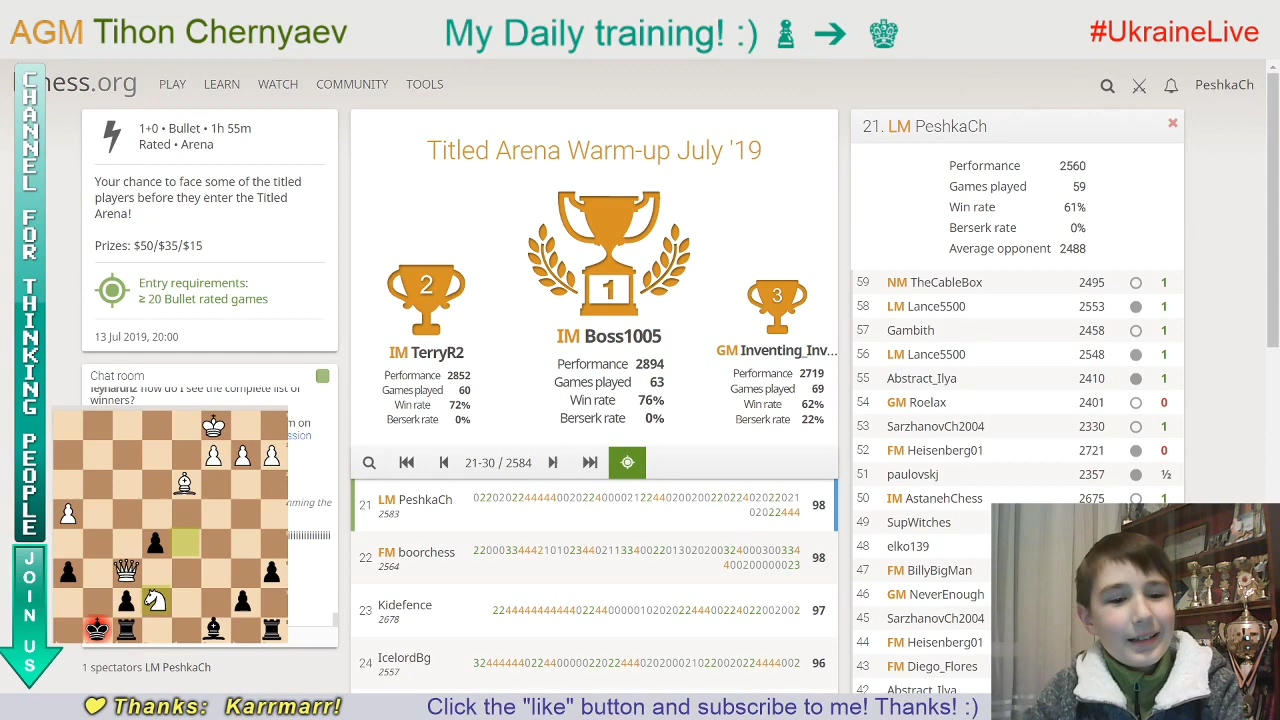 AGM Tihon Chernyaev
My Daily training! :)
#UkraineLive
CHANNEL FOR THINKING PEOPLE
JOIN US
hess.org
PLAY
LEARN
WATCH
COMMUNITY
TOOLS
PeshkaCh
1+0 • Bullet • 1h 55m
Rated • Arena
Your chance to face some of the titled
players before they enter the Titled
Arena!
Prizes: $50/$35/$15
Entry requirements:
≥ 20 Bullet rated games
13 Jul 2019, 20:00
Chat room
how do I see the complete list of
winners?
m on
ssion
nming the
1 spectators LM PeshkaCh
Titled Arena Warm-up July '19
2
1
3
IM TerryR2
Performance 2852
Games played 60
Win rate 72%
Berserk rate 0%
IM Boss1005
Performance 2894
Games played 63
Win rate 76%
Berserk rate 0%
GM Inventing_Inv...
Performance 2719
Games played 69
Win rate 62%
Berserk rate 22%
21-30 / 2584
21 LM PeshkaCh 98
2583
22 FM boorchess 98
2564
23 Kidefence 97
2678
24 IcelordBg 96
2557
21. LM PeshkaCh
Performance 2560
Games played 59
Win rate 61%
Berserk rate 0%
Average opponent 2488
59 NM TheCableBox 2495 1
58 LM Lance5500 2553 1
57 Gambith 2458 1
56 LM Lance5500 2548 1
55 Abstract_Ilya 2410 1
54 GM Roelax 2401 0
53 SarzhanovCh2004 2330 1
52 FM Heisenberg01 2721 0
51 paulovskj 2357 ½
50 IM AstanehChess 2675 1
49 SupWitches
48 elko139
47 FM BillyBigMan
46 GM NeverEnough
45 SarzhanovCh2004
44 FM Heisenberg01
43 FM Diego_Flores
42 Abstract_Ilya
Thanks: Karrmarr!
Click the "like" button and subscribe to me! Thanks! :)